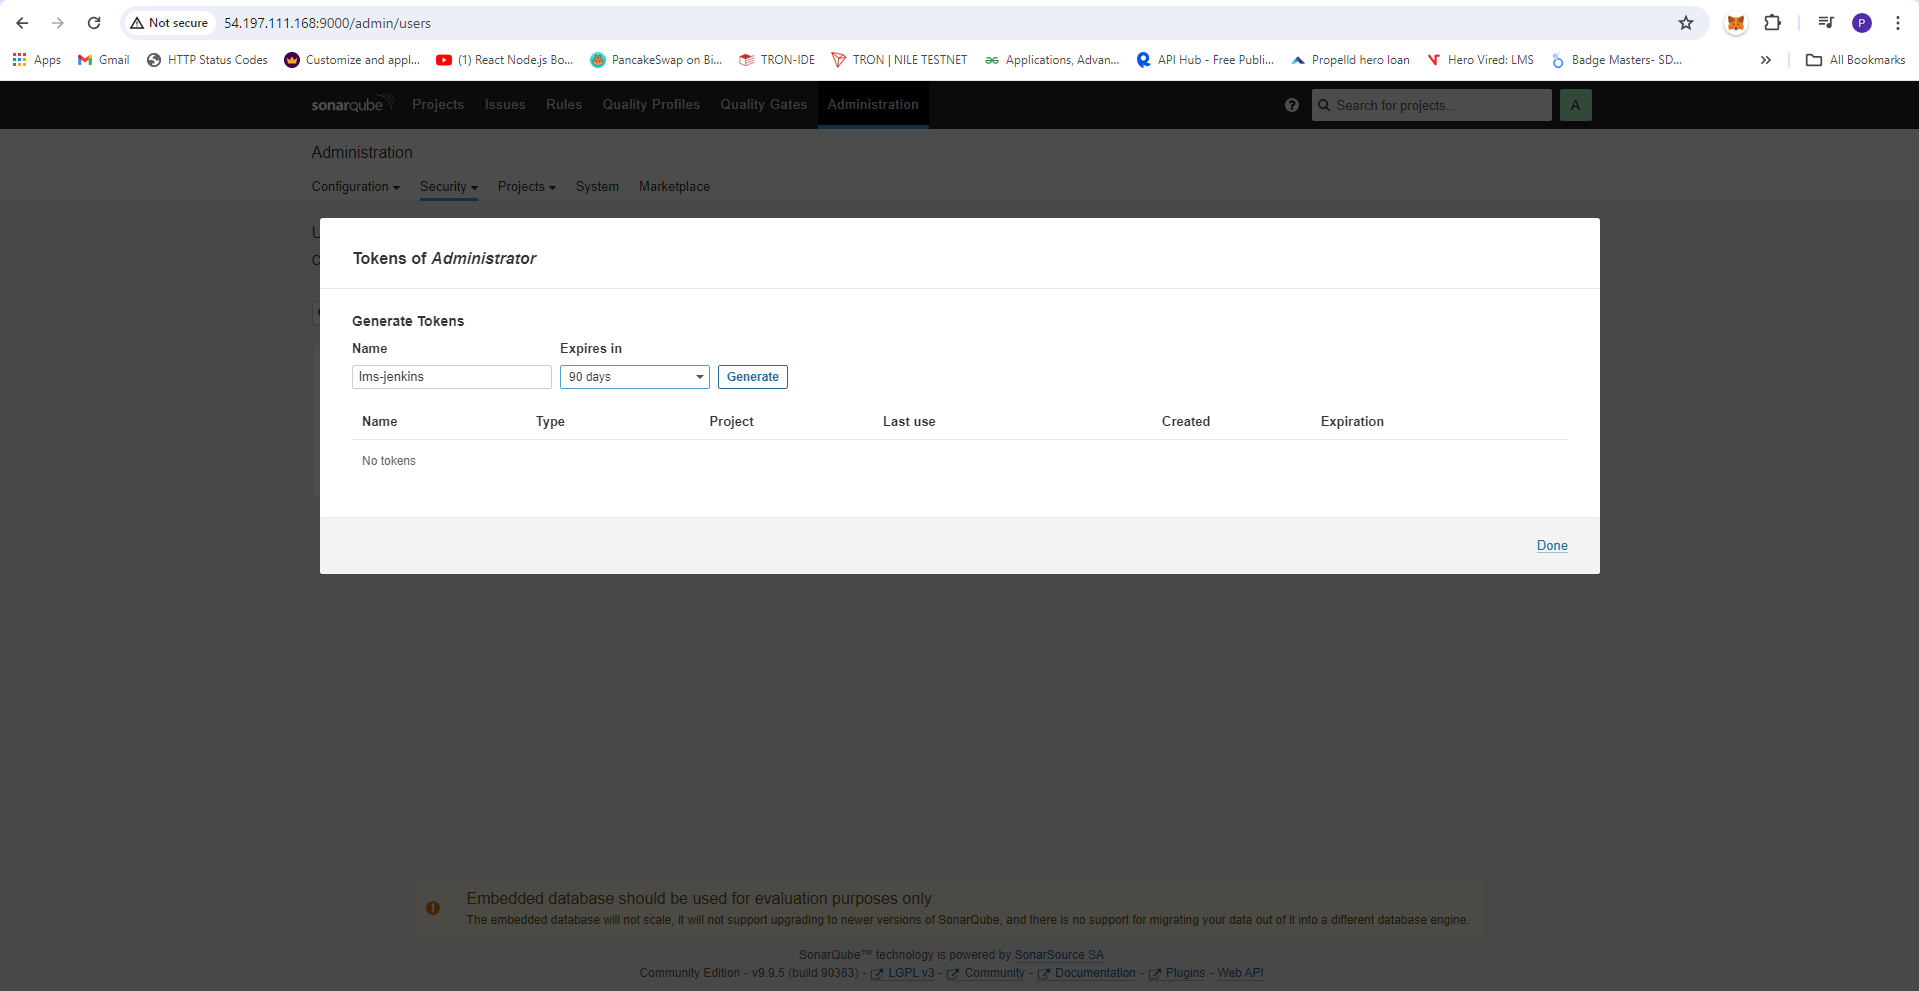 Not secure 54.197.111.168:9000/admin/users P
Apps Gmail HTTP Status Codes Customize and appl... (1) React Node.js Bo... PancakeSwap on Bi... TRON-IDE TRON | NILE TESTNET Applications, Advan... API Hub - Free Publi... Propelld hero loan Hero Vired: LMS Badge Masters- SD... » All Bookmarks
sonarqube Projects Issues Rules Quality Profiles Quality Gates Administration ? Search for projects... A
Administration
Configuration Security Projects System Marketplace
Tokens of Administrator
Generate Tokens
Name Expires in
lms-jenkins 90 days Generate
Name Type Project Last use Created Expiration
No tokens
Done
Embedded database should be used for evaluation purposes only
The embedded database will not scale, it will not support upgrading to newer versions of SonarQube, and there is no support for migrating your data out of it into a different database engine.
SonarQube™ technology is powered by SonarSource SA
Community Edition - v9.9.5 (build 90363) - LGPL v3 - Community - Documentation - Plugins - Web API